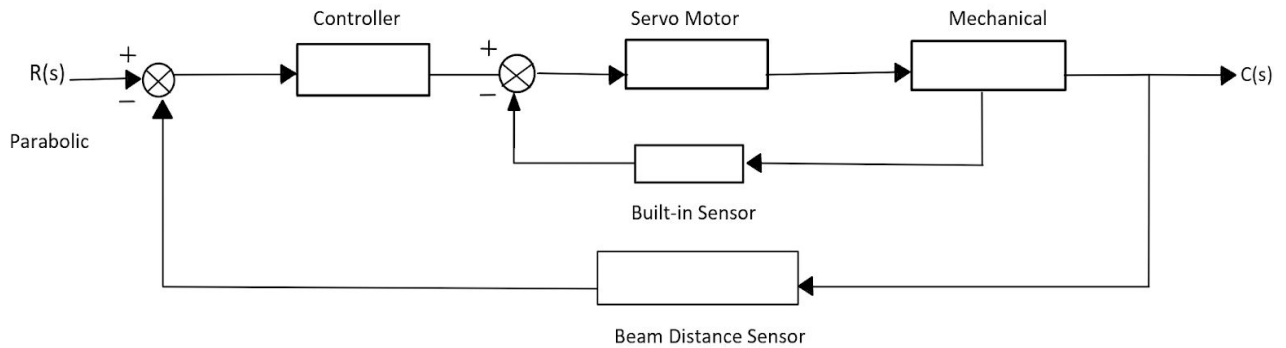 Controller
Servo Motor
Mechanical
+
+
R(s)
C(s)
−
−
Parabolic
Built-in Sensor
Beam Distance Sensor